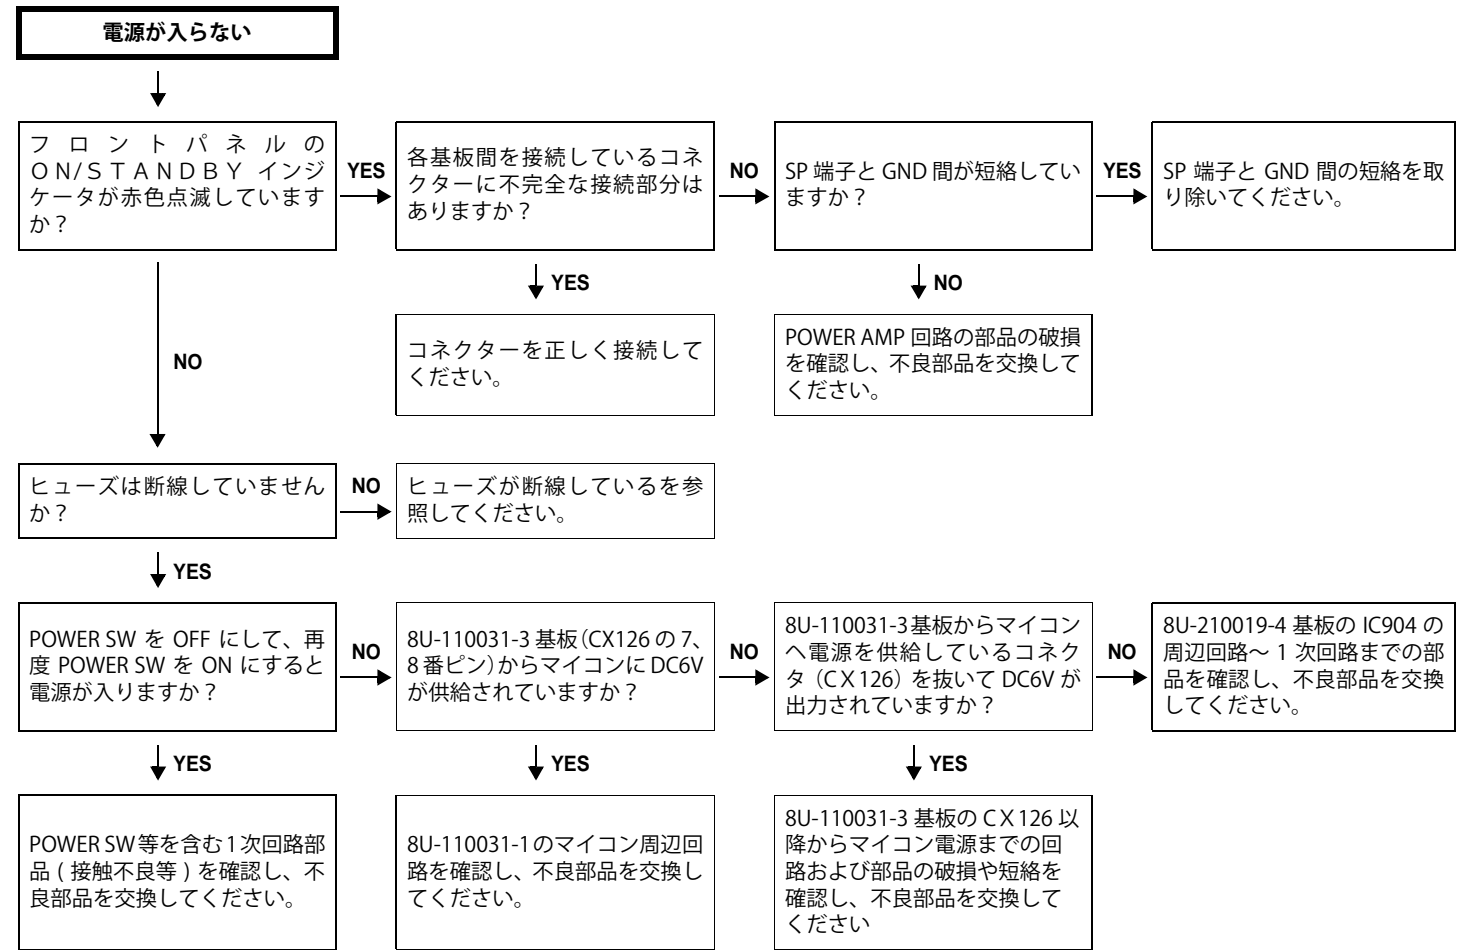 電源が入らない
フロントパネルの
ON/STANDBY インジ
ケータが赤色点滅しています
か？
YES
各基板間を接続しているコネ
クターに不完全な接続部分は
ありますか？
NO
SP 端子と GND 間が短絡してい
ますか？
YES
SP 端子と GND 間の短絡を取
り除いてください。
NO
YES
コネクターを正しく接続して
ください。
NO
POWER AMP 回路の部品の破損
を確認し、不良部品を交換して
ください。
ヒューズは断線していません
か？
NO
ヒューズが断線しているを参
照してください。
YES
POWER SW を OFF にして、再
度 POWER SW を ON にすると
電源が入りますか？
NO
8U-110031-3 基板（CX126 の 7、
8 番ピン）からマイコンに DC6V
が供給されていますか？
NO
8U-110031-3 基板からマイコン
へ電源を供給しているコネク
タ（CX126）を抜いて DC6V が
出力されていますか？
NO
8U-210019-4 基板の IC904 の
周辺回路～ 1 次回路までの部
品を確認し、不良部品を交換
してください。
YES
YES
YES
POWER SW 等を含む 1 次回路部
品 ( 接触不良等 ) を確認し、不
良部品を交換してください。
8U-110031-1 のマイコン周辺回
路を確認し、不良部品を交換し
てください。
8U-110031-3 基板の CX126 以
降からマイコン電源までの回
路および部品の破損や短絡を
確認し、不良部品を交換して
ください